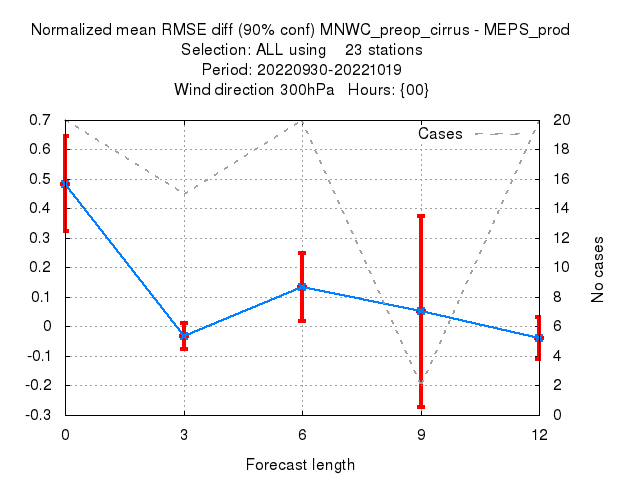 Normalized mean RMSE diff (90% conf) MNWC_preop_cirrus - MEPS_prod
Selection: ALL using 23 stations
Period: 20220930-20221019
Wind direction 300hPa Hours: {00}
Cases
0.7
0.6
0.5
0.4
0.3
0.2
0.1
0
-0.1
-0.2
-0.3
20
18
16
14
12
10
8
6
4
2
0
No cases
0 3 6 9 12
Forecast length